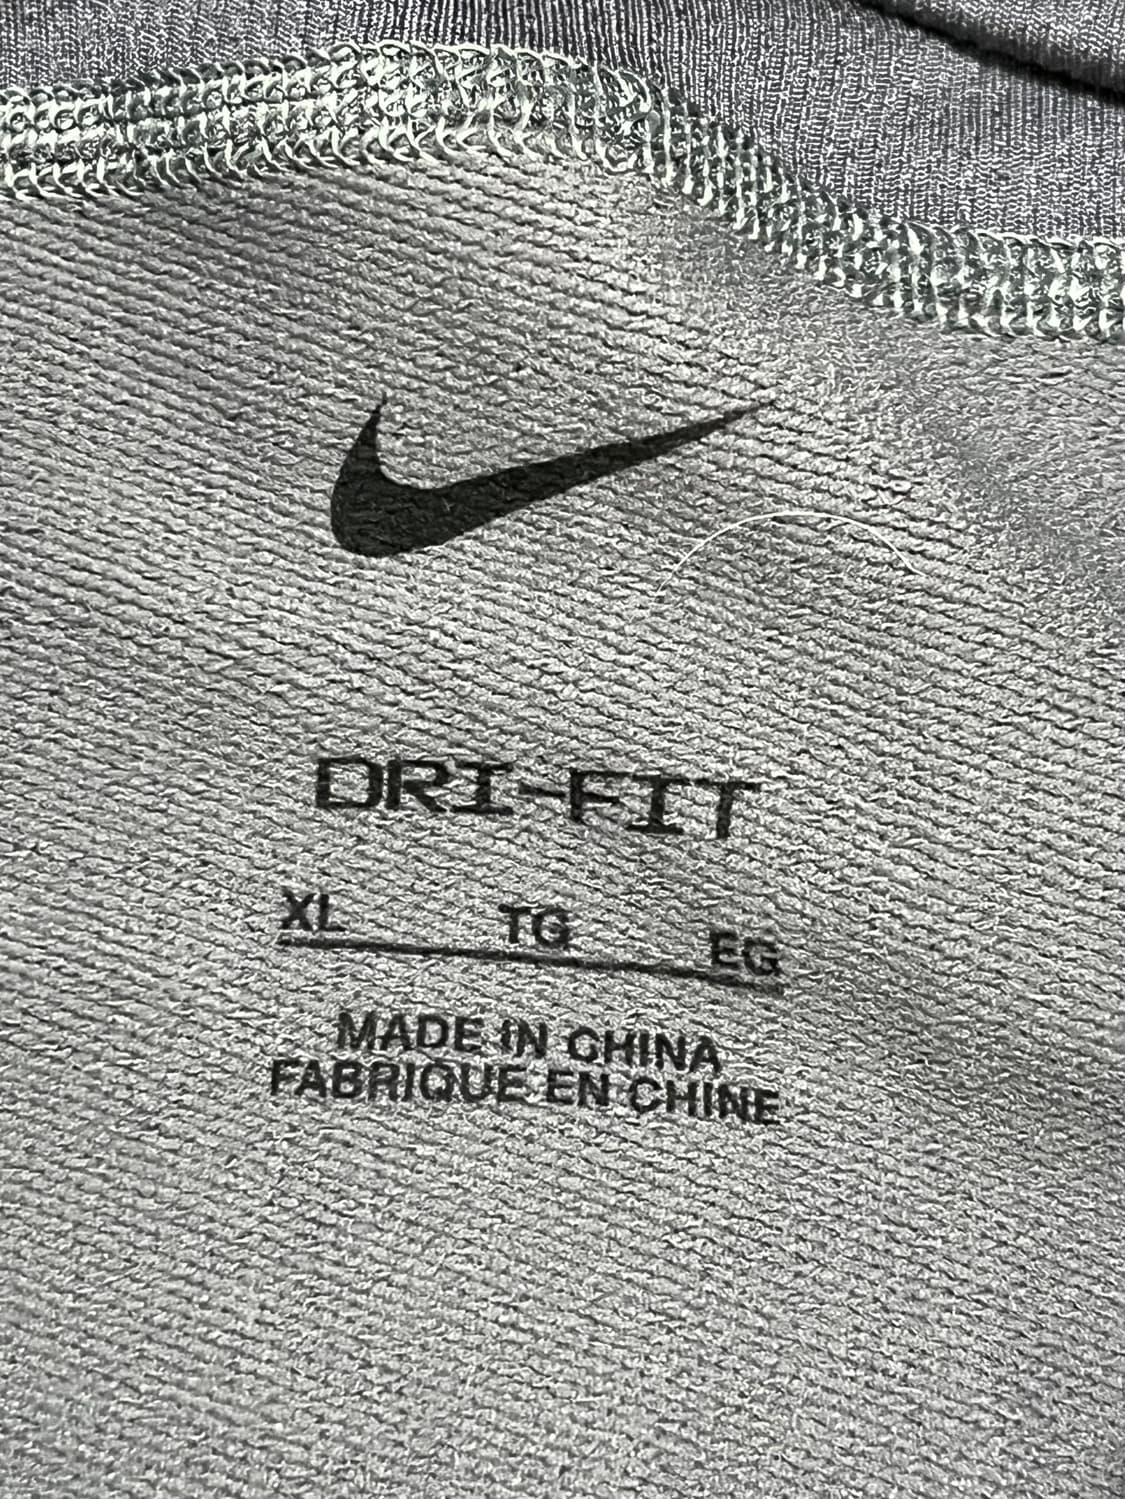 DRI-FIT
XL TG EG
MADE IN CHINA
FABRIQUE EN CHINE